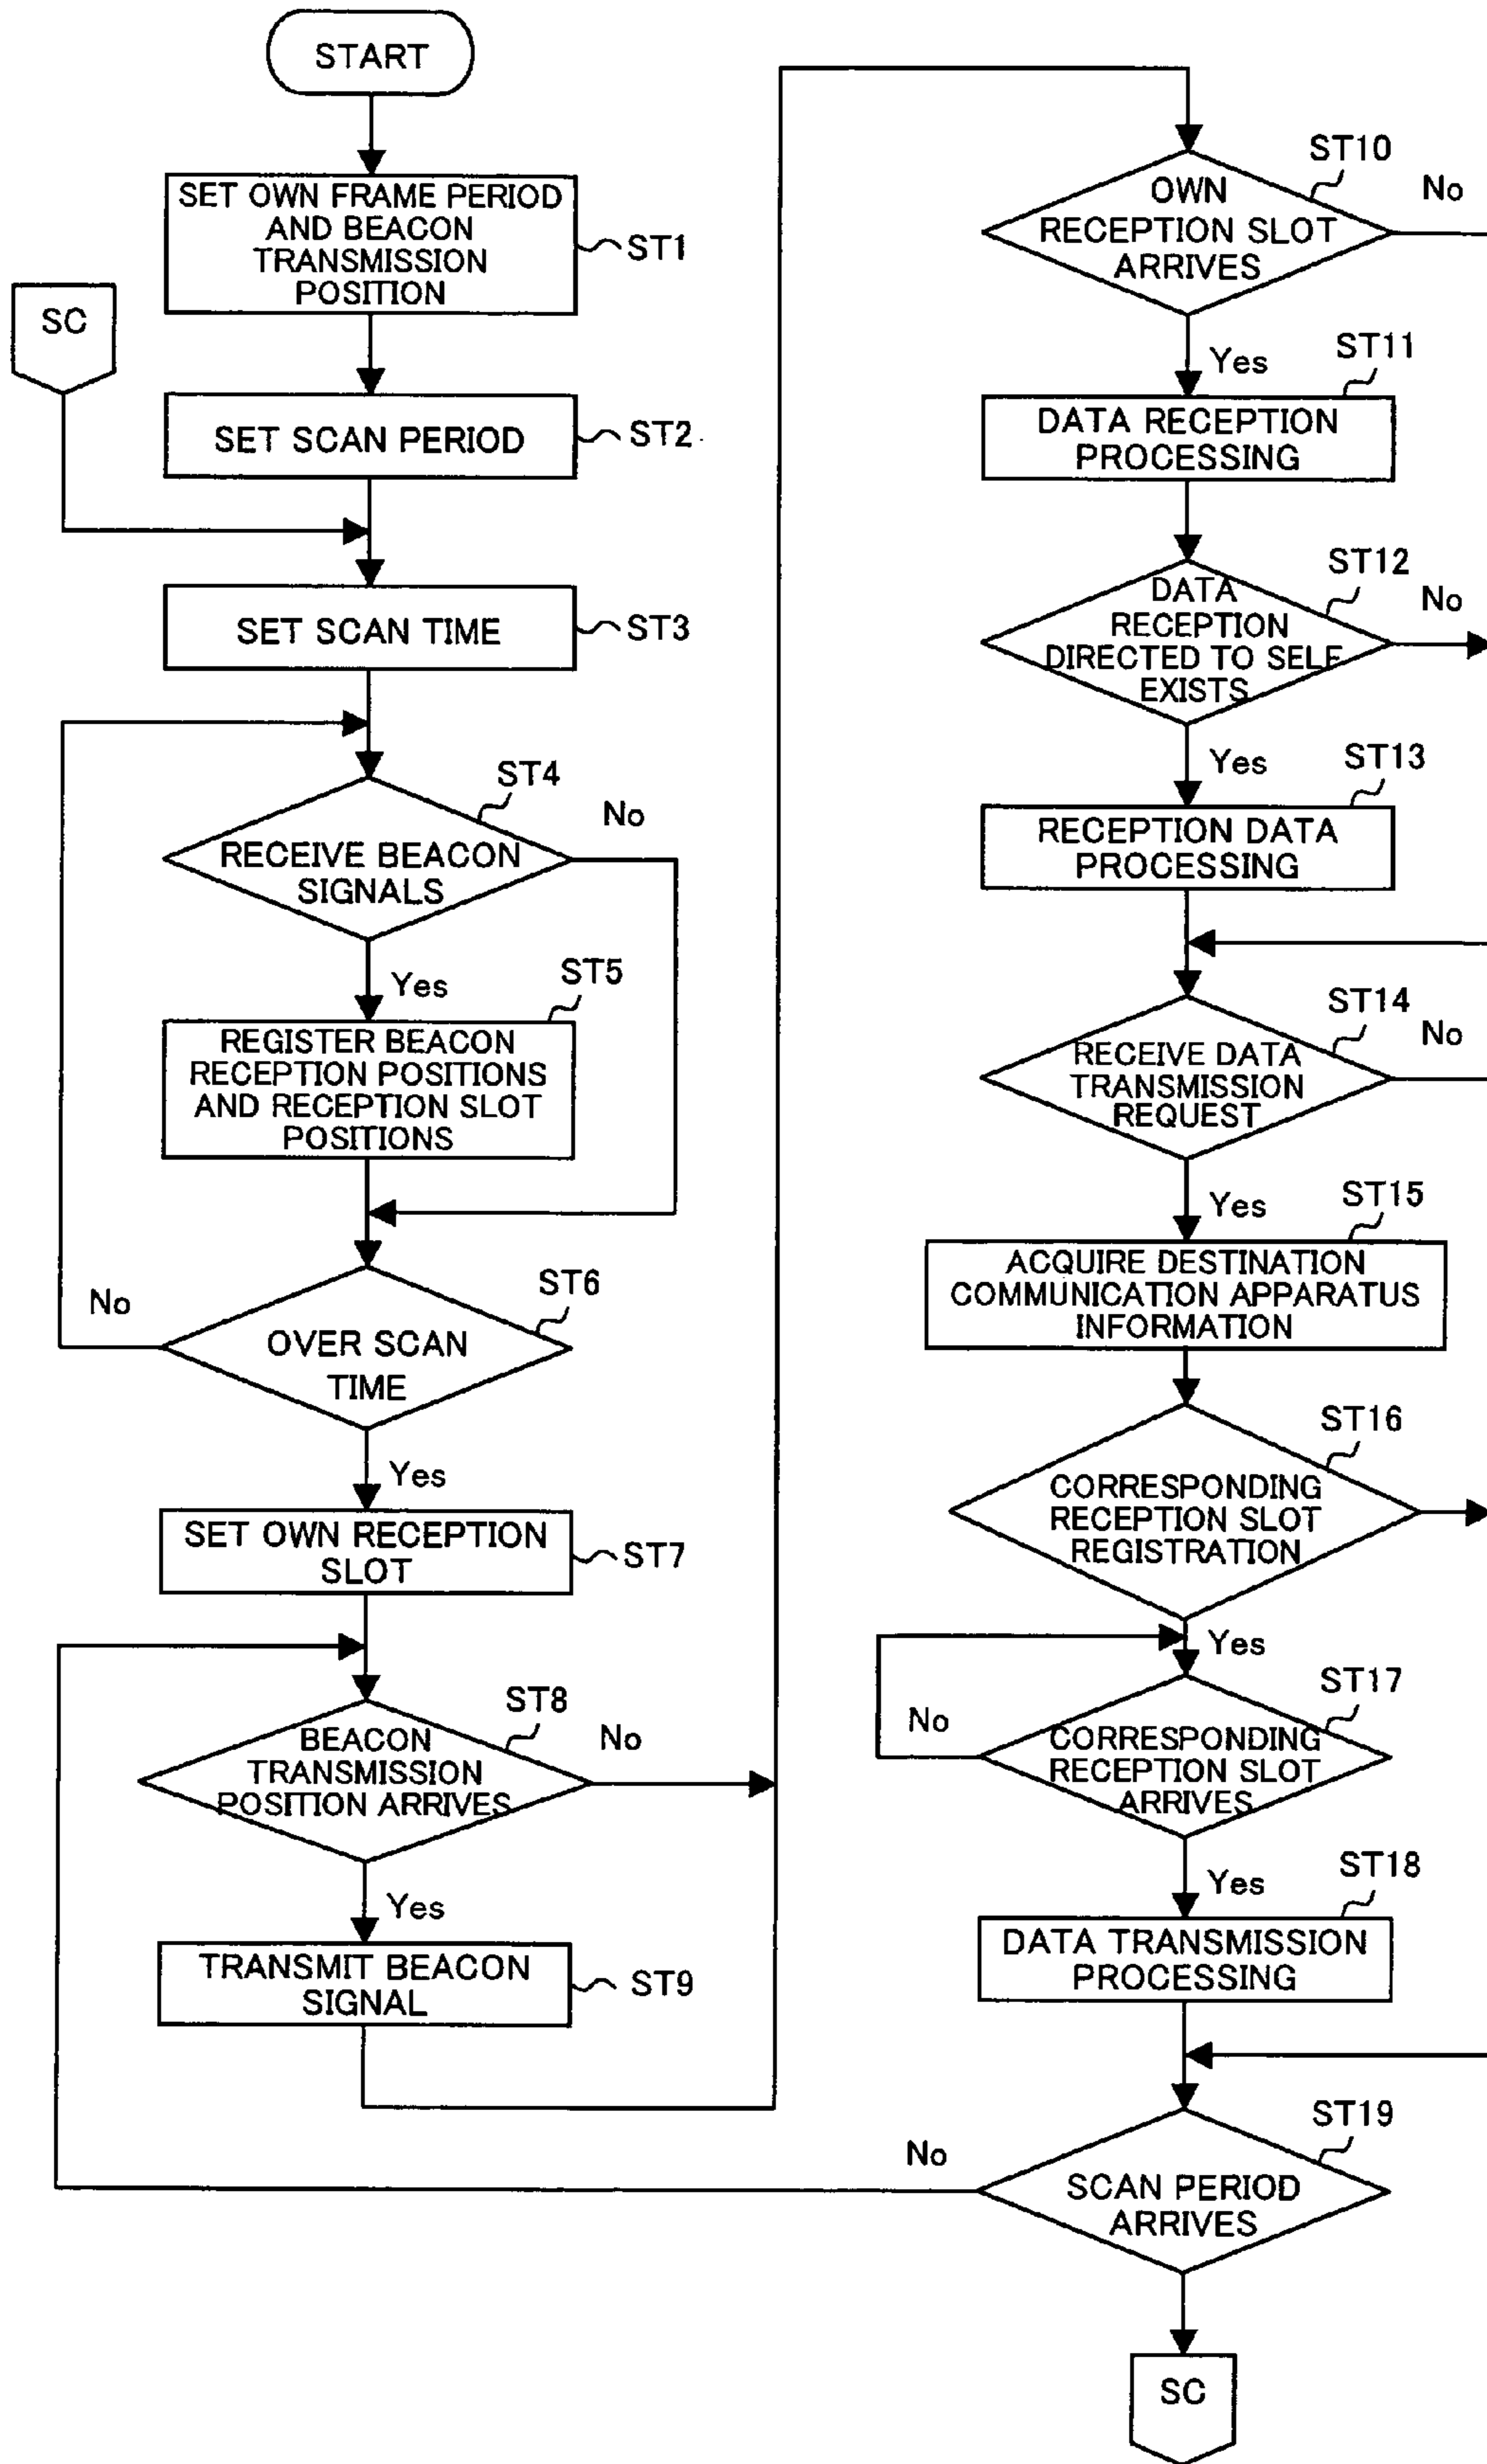 START
SET OWN FRAME PERIOD
AND BEACON
TRANSMISSION
POSITION
ST1
SC
SET SCAN PERIOD
ST2
SET SCAN TIME
ST3
ST4
No
RECEIVE BEACON
SIGNALS
Yes
ST5
REGISTER BEACON
RECEPTION POSITIONS
AND RECEPTION SLOT
POSITIONS
ST6
No
OVER SCAN
TIME
Yes
SET OWN RECEPTION
SLOT
ST7
ST8
No
BEACON
TRANSMISSION
POSITION ARRIVES
Yes
TRANSMIT BEACON
SIGNAL
ST9
ST10
No
OWN
RECEPTION SLOT
ARRIVES
Yes
ST11
DATA RECEPTION
PROCESSING
ST12
No
DATA
RECEPTION
DIRECTED TO SELF
EXISTS
Yes
ST13
RECEPTION DATA
PROCESSING
ST14
No
RECEIVE DATA
TRANSMISSION
REQUEST
Yes
ST15
ACQUIRE DESTINATION
COMMUNICATION APPARATUS
INFORMATION
ST16
CORRESPONDING
RECEPTION SLOT
REGISTRATION
Yes
ST17
No
CORRESPONDING
RECEPTION SLOT
ARRIVES
Yes
ST18
DATA TRANSMISSION
PROCESSING
ST19
No
SCAN PERIOD
ARRIVES
SC